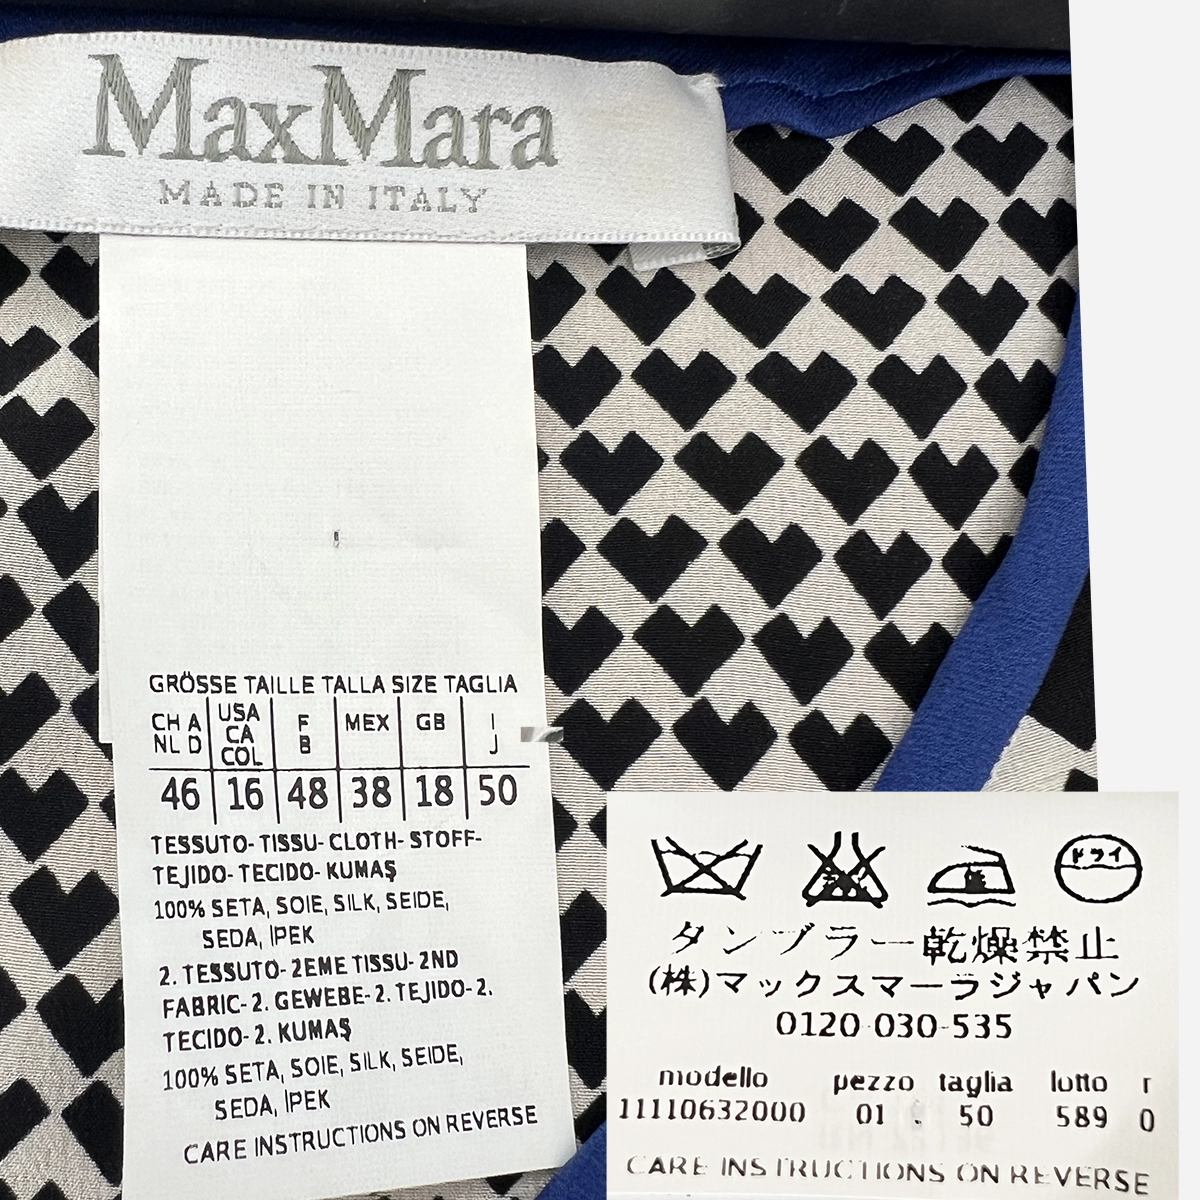 MaxMara
MADE IN ITALY
GRÖSSE TAILLE TALLA SIZE TAGLIA
CH A NL D USA CA COL F B MEX GB I J
46 16 48 38 18 50
TESSUTO- TISSU- CLOTH- STOFF-
TEJIDO- TECIDO- KUMAŞ
100% SETA, SOIE, SILK, SEIDE,
SEDA, İPEK
2. TESSUTO- 2EME TISSU- 2ND
FABRIC- 2. GEWEBE- 2. TEJIDO- 2.
TECIDO- 2. KUMAŞ
100% SETA, SOIE, SILK, SEIDE,
SEDA, İPEK
CARE INSTRUCTIONS ON REVERSE
ドライ
タンブラー乾燥禁止
(株)マックスマーラジャパン
0120-030-535
modello pezzo taglia lotto r
11110632000 01 50 589 0
CARE INSTRUCTIONS ON REVERSE